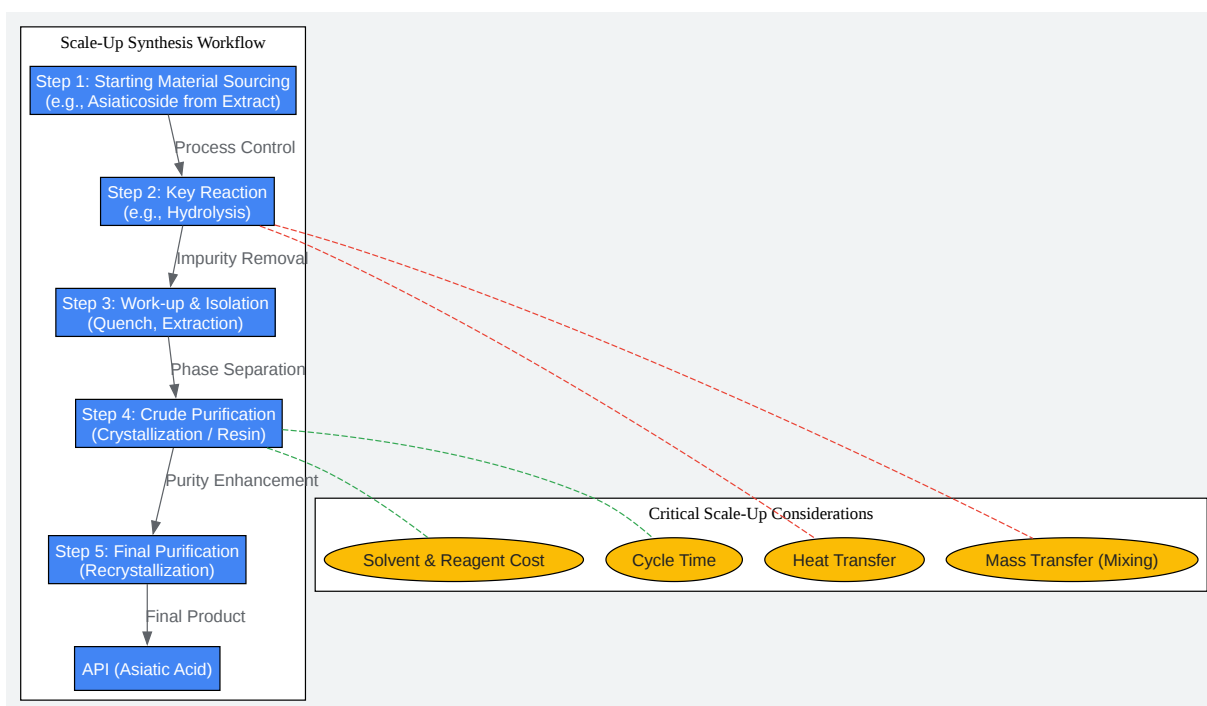 Scale-Up Synthesis Workflow
Step 1: Starting Material Sourcing
(e.g., Asiaticoside from Extract)
Process Control
Step 2: Key Reaction
(e.g., Hydrolysis)
Impurity Removal
Step 3: Work-up & Isolation
(Quench, Extraction)
Phase Separation
Step 4: Crude Purification
(Crystallization / Resin)
Purity Enhancement
Step 5: Final Purification
(Recrystallization)
Final Product
API (Asiatic Acid)
Critical Scale-Up Considerations
Solvent & Reagent Cost
Cycle Time
Heat Transfer
Mass Transfer (Mixing)